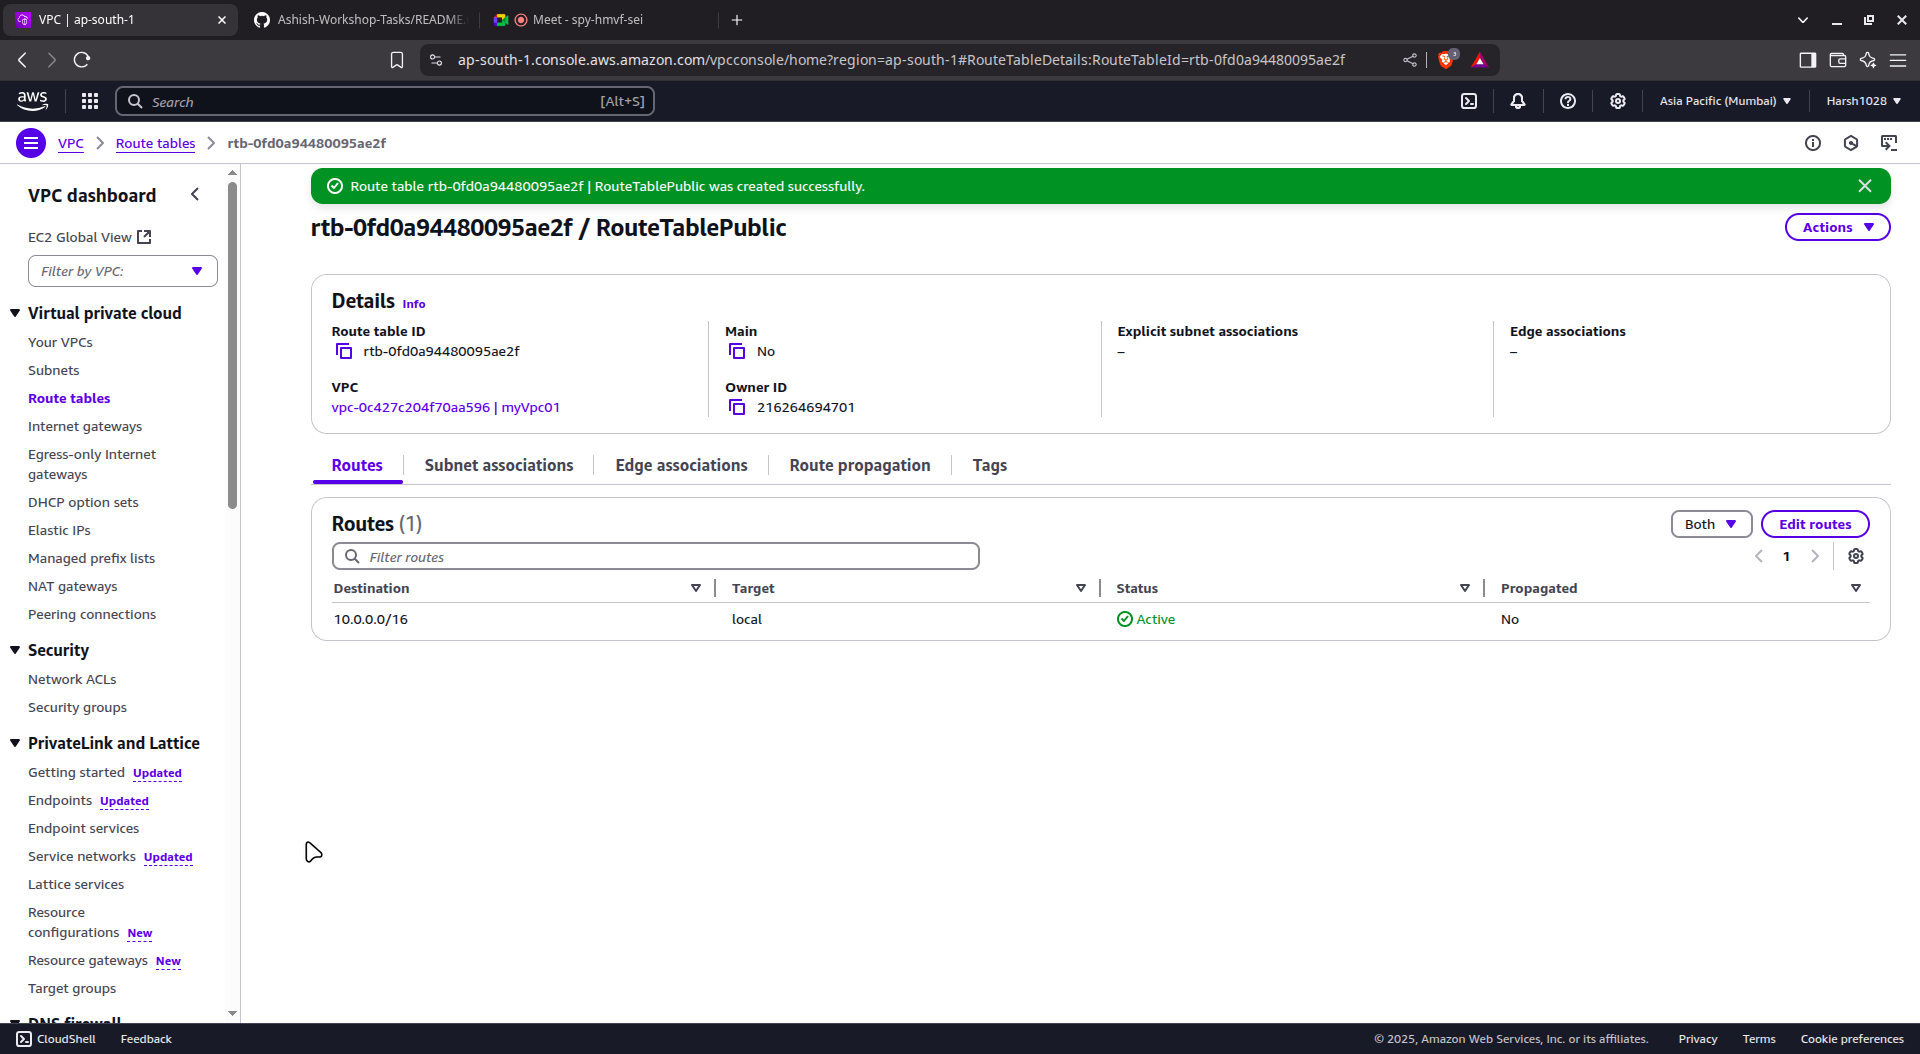 VPC | ap-south-1
Ashish-Workshop-Tasks/README.
Meet - spy-hmvf-sei
ap-south-1.console.aws.amazon.com/vpcconsole/home?region=ap-south-1#RouteTableDetails:RouteTableId=rtb-0fd0a94480095ae2f
3
aws
Search
[Alt+S]
Asia Pacific (Mumbai)
Harsh1028
VPC
Route tables
rtb-0fd0a94480095ae2f
VPC dashboard
EC2 Global View
Filter by VPC:
Virtual private cloud
Your VPCs
Subnets
Route tables
Internet gateways
Egress-only Internet
gateways
DHCP option sets
Elastic IPs
Managed prefix lists
NAT gateways
Peering connections
Security
Network ACLs
Security groups
PrivateLink and Lattice
Getting started Updated
Endpoints Updated
Endpoint services
Service networks Updated
Lattice services
Resource
configurations New
Resource gateways New
Target groups
DNS firewall
Route table rtb-0fd0a94480095ae2f | RouteTablePublic was created successfully.
rtb-0fd0a94480095ae2f / RouteTablePublic
Actions
Details Info
Route table ID
rtb-0fd0a94480095ae2f
Main
No
Explicit subnet associations
–
Edge associations
–
VPC
vpc-0c427c204f70aa596 | myVpc01
Owner ID
216264694701
Routes
Subnet associations
Edge associations
Route propagation
Tags
Routes (1)
Both
Edit routes
Filter routes
1
Destination
Target
Status
Propagated
10.0.0.0/16
local
Active
No
CloudShell
Feedback
© 2025, Amazon Web Services, Inc. or its affiliates.
Privacy
Terms
Cookie preferences